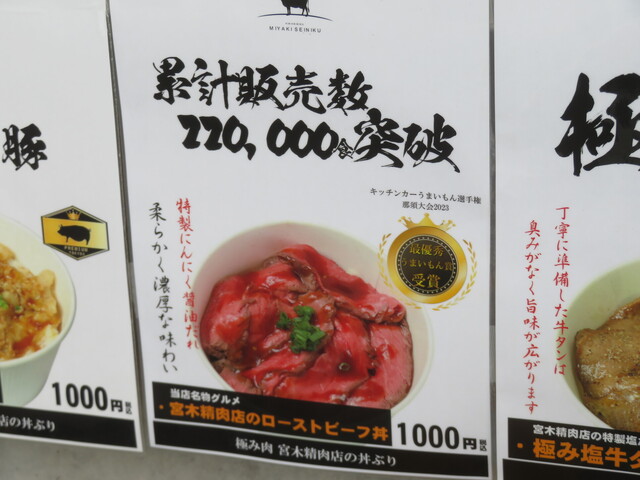 MIYAKI SEINIKU
累計販売数
220,000食突破
キッチンカーうまいもん選手権
那須大会2023
最優秀
うまいもん賞
受賞
特製にんにく醤油だれ
柔らかく濃厚な味わい
当店名物グルメ
・宮木精肉店のローストビーフ丼
1000円
税込
極み肉 宮木精肉店の丼ぶり
豚
1000円
税込
店の丼ぶり
極
丁寧に準備した牛タンに
臭みがなく旨味が広がります
宮木精肉店の特製塩
・極み塩牛タ